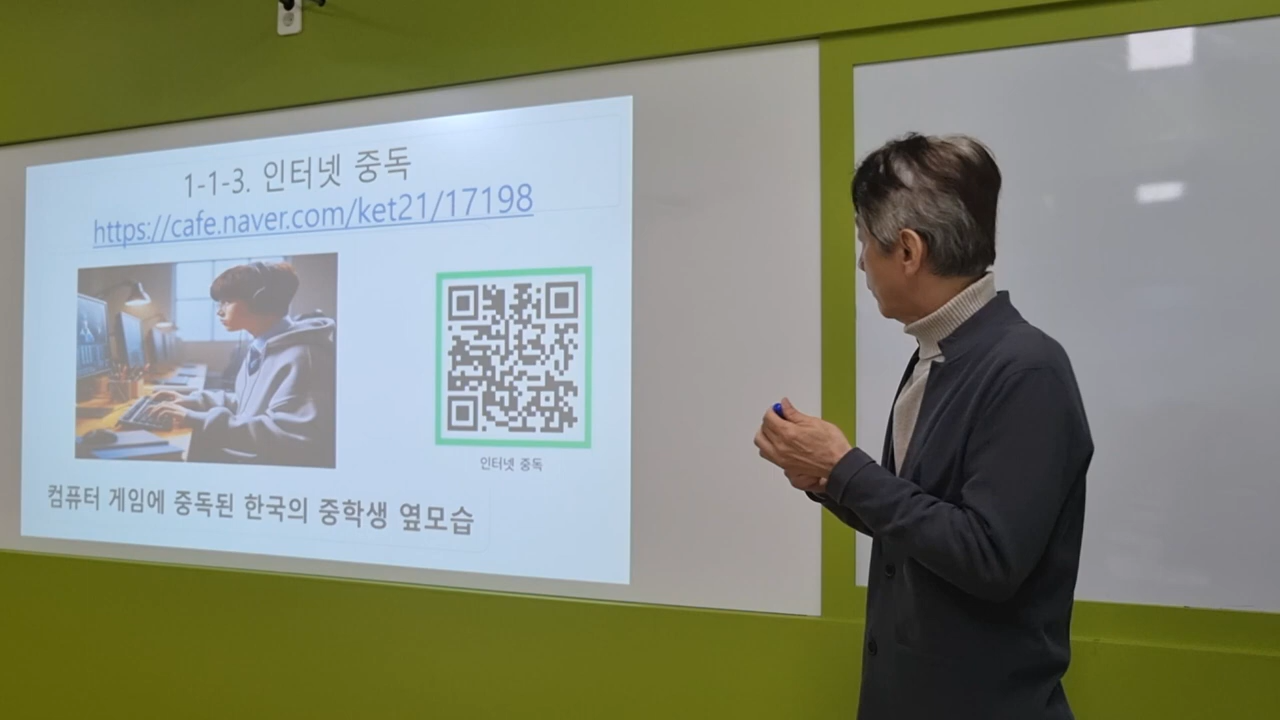 1-1-3. 인터넷 중독
https://cafe.naver.com/ket21/17198
인터넷 중독
컴퓨터 게임에 중독된 한국의 중학생 옆모습